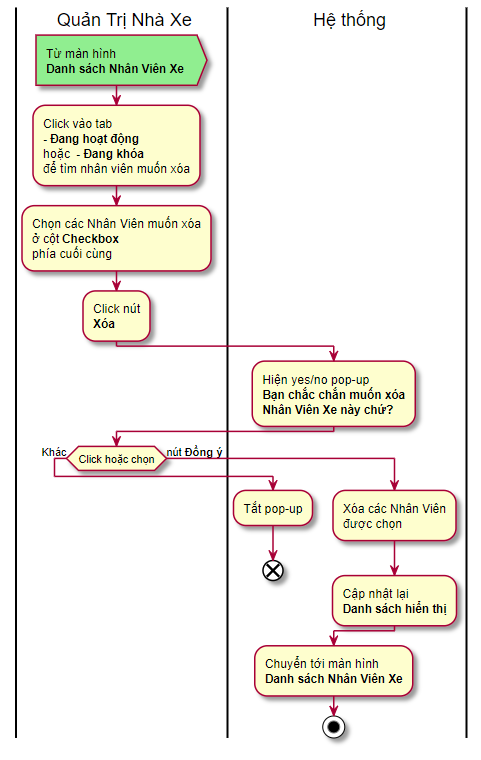 Quản Trị Nhà Xe
Hệ thống
Từ màn hình
Danh sách Nhân Viên Xe
Click vào tab
- Đang hoạt động
hoặc - Đang khóa
để tìm nhân viên muốn xóa
Chọn các Nhân Viên muốn xóa
ở cột Checkbox
phía cuối cùng
Click nút
Xóa
Hiện yes/no pop-up
Bạn chắc chắn muốn xóa
Nhân Viên Xe này chứ?
Khác
Click hoặc chọn
nút Đồng ý
Tắt pop-up
Xóa các Nhân Viên
được chọn
Cập nhật lại
Danh sách hiển thị
Chuyển tới màn hình
Danh sách Nhân Viên Xe